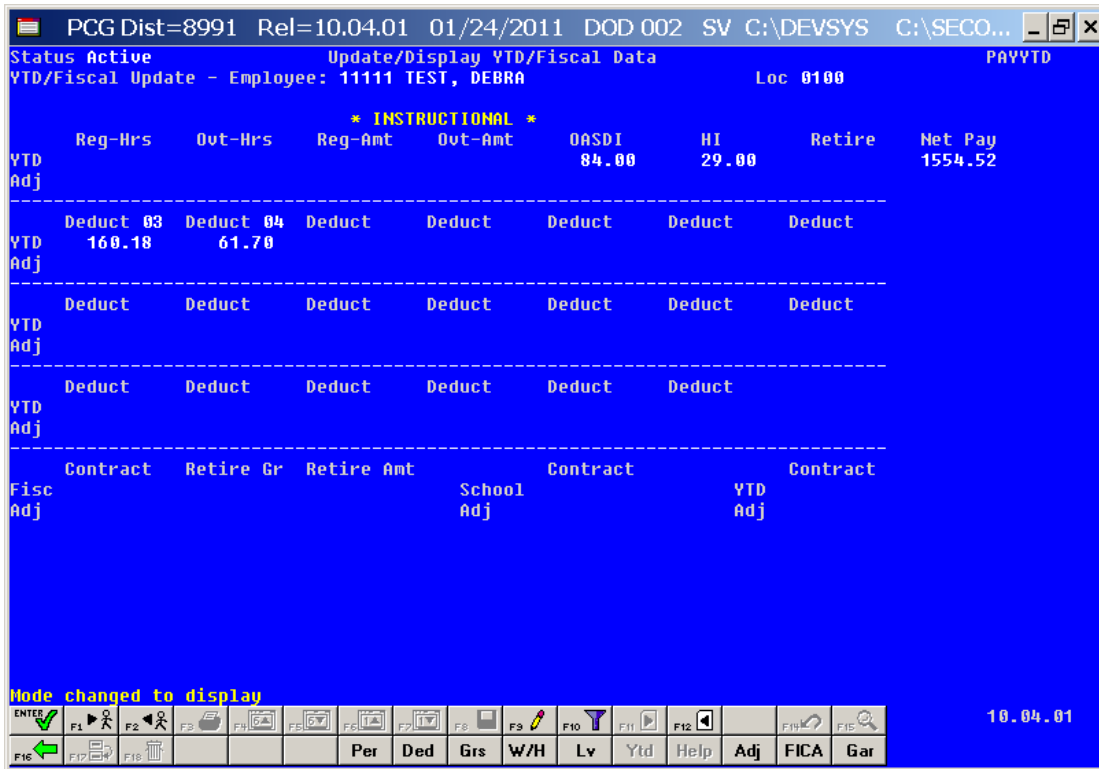 PCG Dist=8991 Rel=10.04.01 01/24/2011 DOD 002 SV C:\DEVSYS C:\SECO...
Status Active Update/Display YTD/Fiscal Data PAYYTD
YTD/Fiscal Update - Employee: 11111 TEST, DEBRA Loc 0100
* INSTRUCTIONAL *
Reg-Hrs Ovt-Hrs Reg-Amt Ovt-Amt OASDI HI Retire Net Pay
YTD 84.00 29.00 1554.52
Adj
Deduct 03 Deduct 04 Deduct Deduct Deduct Deduct Deduct
YTD 160.18 61.70
Adj
Deduct Deduct Deduct Deduct Deduct Deduct Deduct
YTD
Adj
Deduct Deduct Deduct Deduct Deduct Deduct
YTD
Adj
Contract Retire Gr Retire Amt Contract Contract
Fisc School YTD
Adj Adj Adj
Mode changed to display
ENTER F1 F2 F3 F4 F5 F6 F7 F8 F9 F10 F11 F12 F14 F15 10.04.01
F16 F17 F18 Per Ded Grs W/H Lv Ytd Help Adj FICA Gar